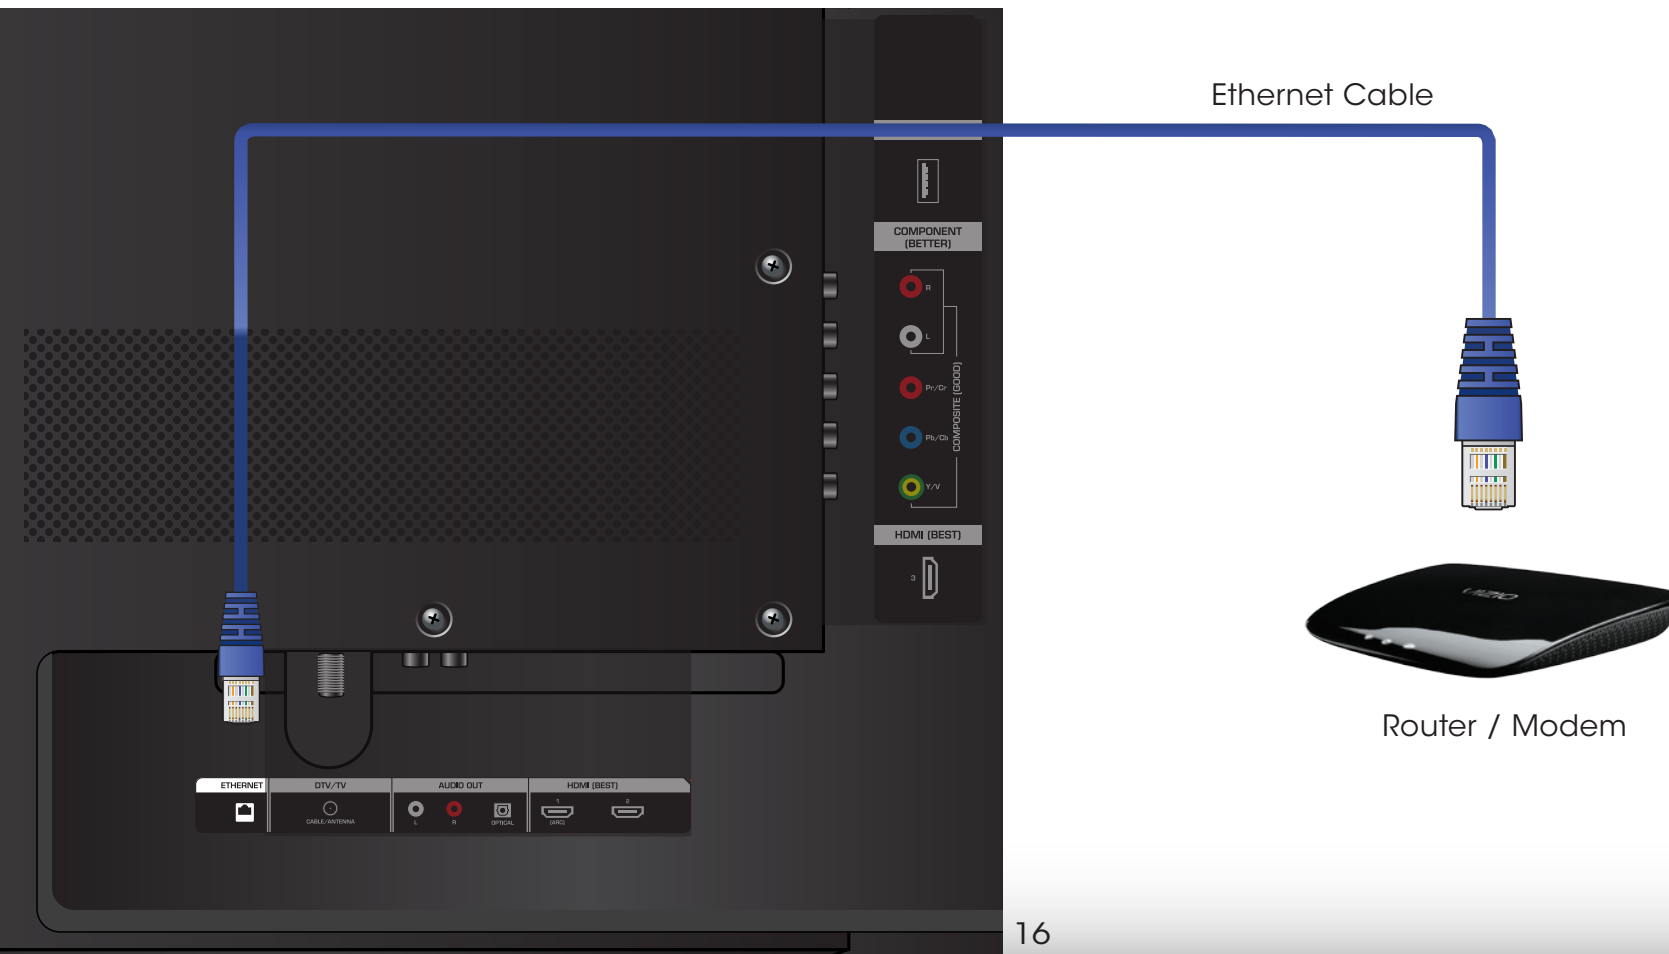 Ethernet Cable
COMPONENT
(BETTER)
R
L
Pr/Cr
Pb/Cb
Y/V
COMPOSITE (GOOD)
HDMI (BEST)
3
VIZIO
Router / Modem
ETHERNET
DTV/TV
CABLE/ANTENNA
AUDIO OUT
L
R
OPTICAL
HDMI (BEST)
1
(ARC)
2
16